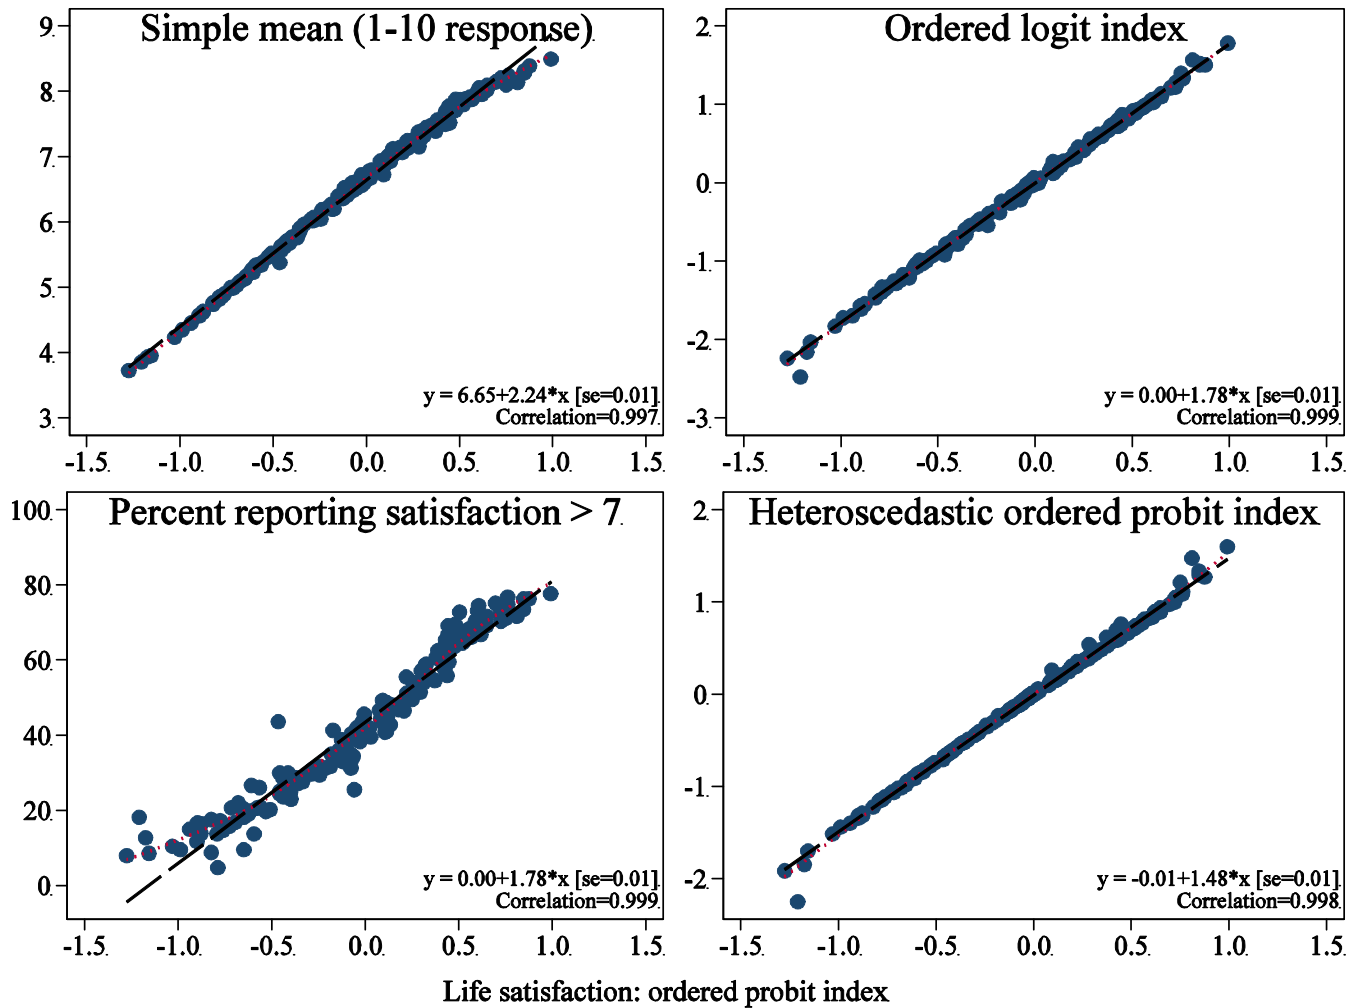 Simple mean (1-10 response).
9.
8.
7.
6.
5.
4.
3.
y = 6.65+2.24*x [se=0.01].
Correlation=0.997.
-1.5. -1.0. -0.5. 0.0. 0.5. 1.0. 1.5.
Ordered logit index.
2.
1.
0.
-1.
-2.
-3.
y = 0.00+1.78*x [se=0.01].
Correlation=0.999.
-1.5. -1.0. -0.5. 0.0. 0.5. 1.0. 1.5.
Percent reporting satisfaction > 7.
100.
80.
60.
40.
20.
0.
y = 0.00+1.78*x [se=0.01].
Correlation=0.999.
-1.5. -1.0. -0.5. 0.0. 0.5. 1.0. 1.5.
Heteroscedastic ordered probit index.
2.
1.
0.
-1.
-2.
y = -0.01+1.48*x [se=0.01].
Correlation=0.998.
-1.5. -1.0. -0.5. 0.0. 0.5. 1.0. 1.5.
Life satisfaction: ordered probit index